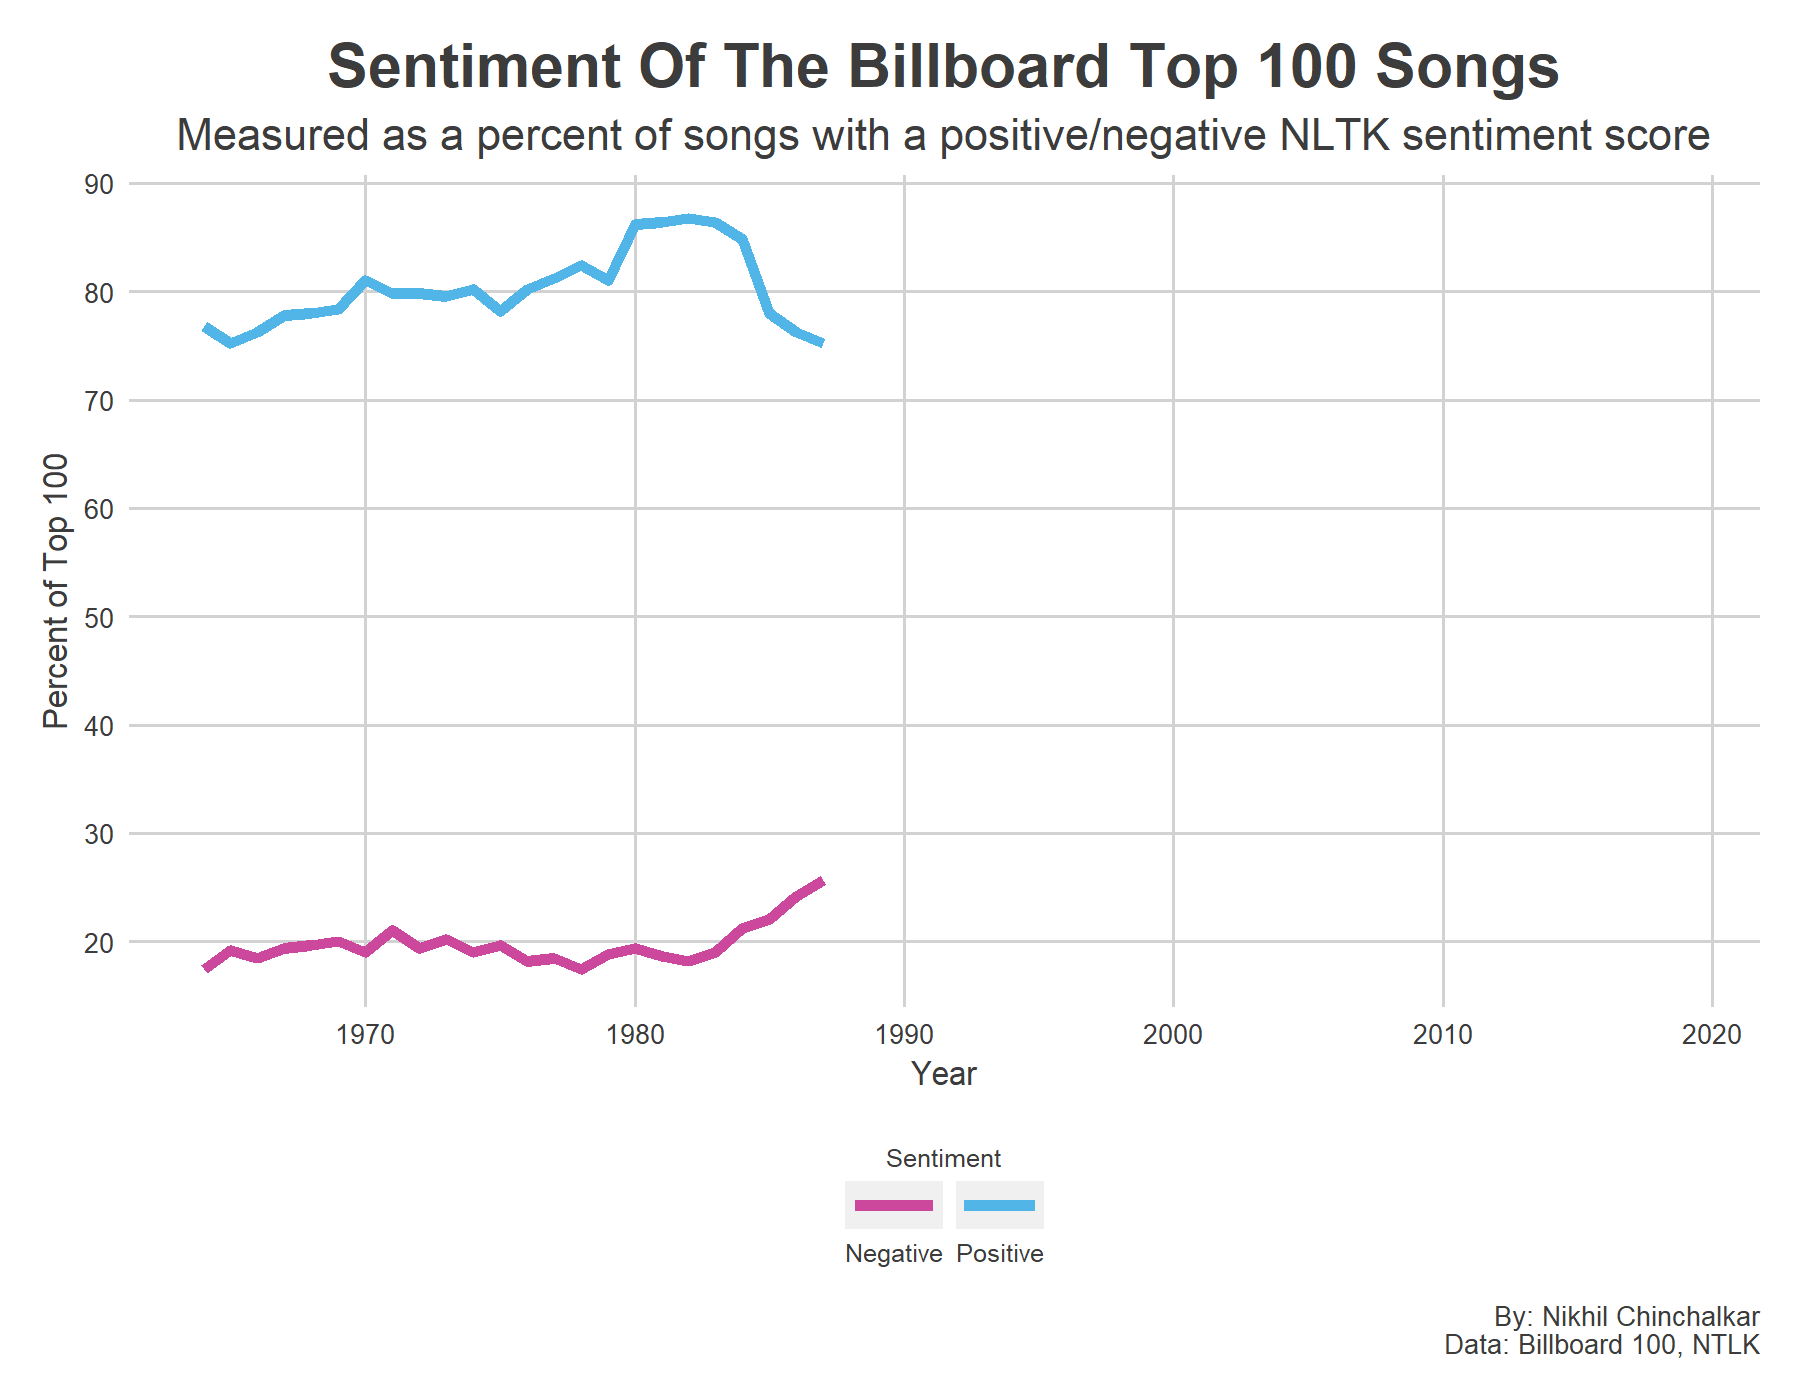 Sentiment Of The Billboard Top 100 Songs
Measured as a percent of songs with a positive/negative NLTK sentiment score
90
80
70
60
50
40
30
20
Percent of Top 100
1970 1980 1990 2000 2010 2020
Year
Sentiment
Negative Positive
By: Nikhil Chinchalkar
Data: Billboard 100, NTLK